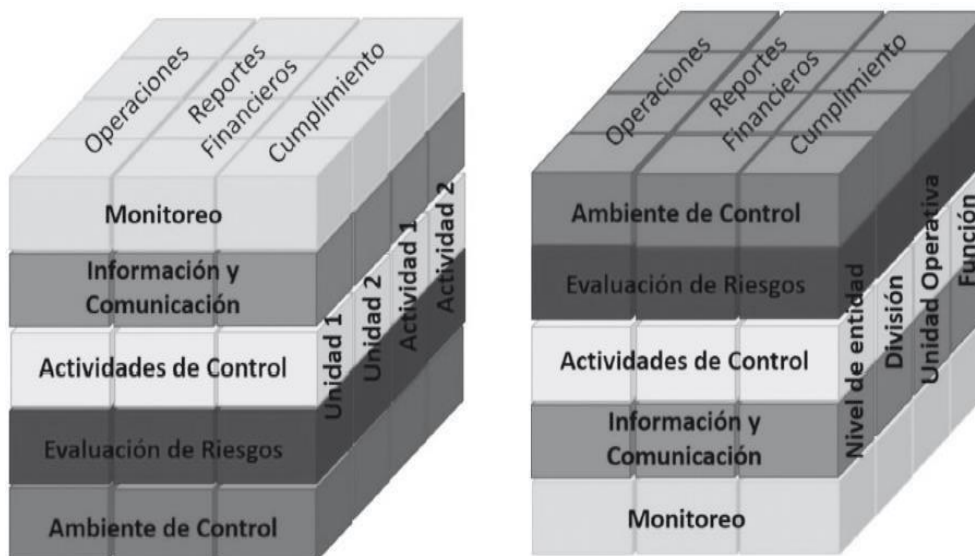 Operaciones
Reportes
Financieros
Cumplimiento
Monitoreo
Información y
Comunicación
Actividades de Control
Evaluación de Riesgos
Ambiente de Control
Unidad 1
Unidad 2
Actividad 1
Actividad 2
Operaciones
Reportes
Financieros
Cumplimiento
Ambiente de Control
Evaluación de Riesgos
Actividades de Control
Información y
Comunicación
Monitoreo
Nivel de entidad
División
Unidad Operativa
Función